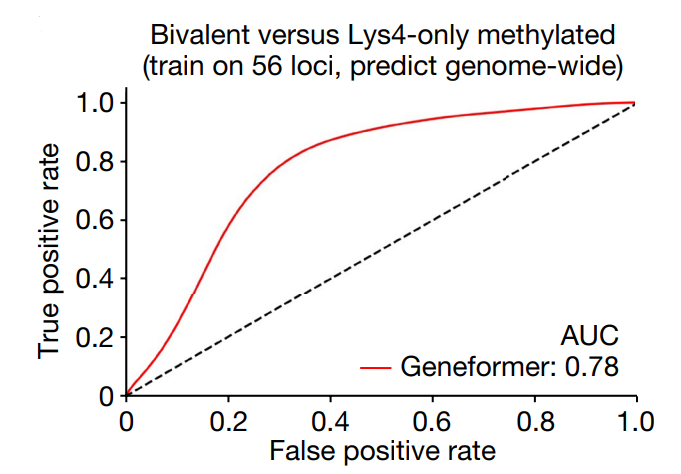 Bivalent versus Lys4-only methylated
(train on 56 loci, predict genome-wide)
True positive rate
1.0
0.8
0.6
0.4
0.2
0
AUC
Geneformer: 0.78
0 0.2 0.4 0.6 0.8 1.0
False positive rate